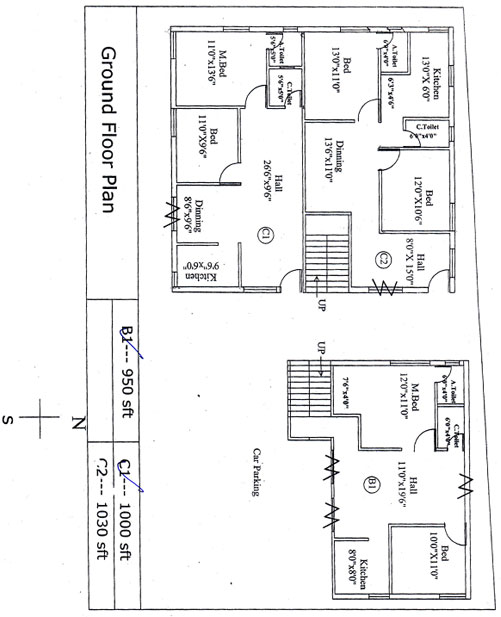 Kitchen
13'0"X 6'0"
A.Toilet
6'0"x4'0"
6'3"x4'6"
Bed
13'0"x11'0"
C.Toilet
6'0"x4'0"
Bed
12'0"X10'6"
Dinning
13'6"x11'0"
Hall
8'0"X 15'0"
C2
UP
A.Toilet
5'6"x5'0"
C.Toilet
5'6"x5'0"
M.Bed
11'0"x13'6"
Bed
11'0"X9'6"
Hall
26'6"x9'6"
C1
Dinning
8'6"x9'6"
Kitchen
9'6"x6'0"
UP
A.Toilet
6'0"x4'0"
C.Toilet
6'0"x4'0"
M.Bed
12'0"x11'0"
7'6"x4'0"
Hall
11'0"x19'6"
B1
Bed
10'0"X11'0"
Kitchen
8'0"x8'0"
Car Parking
Ground Floor Plan
B1--- 950 sft
C1--- 1000 sft
C2--- 1030 sft
N
S